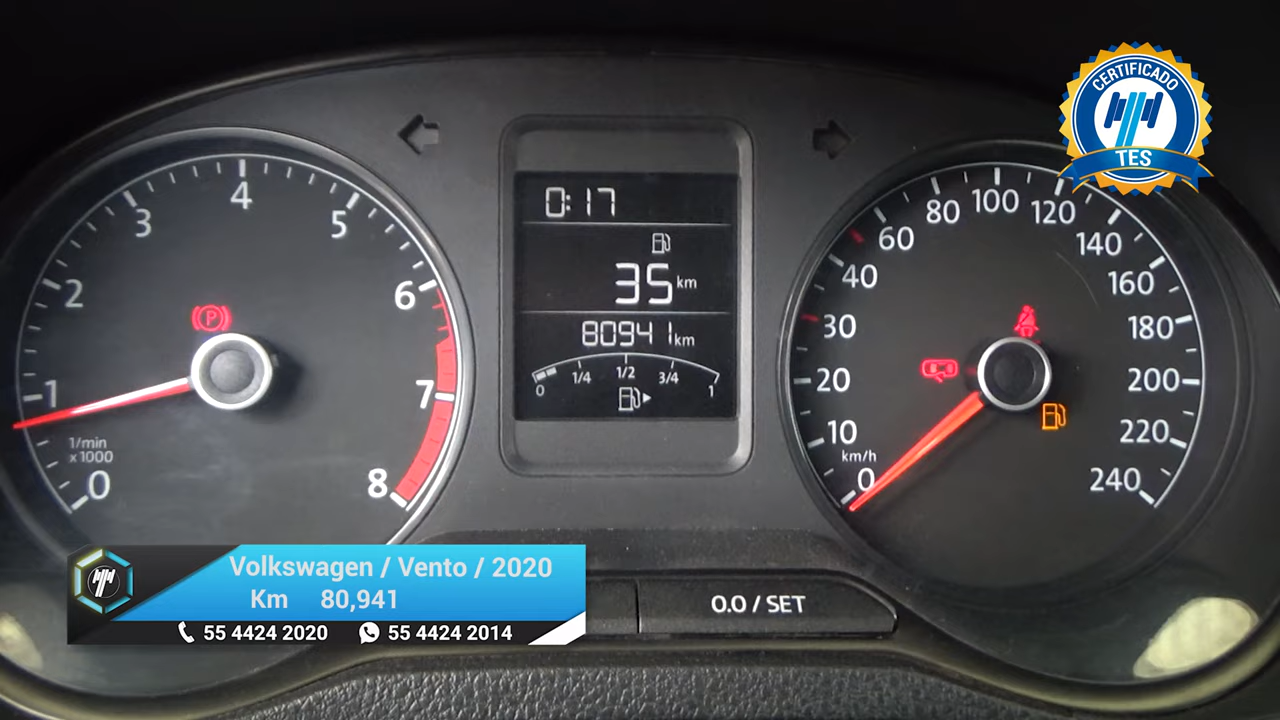 CERTIFICADO
TES
0
1
2
3
4
5
6
7
8
1/min
x1000
P
0:17
35 km
80941 km
0 1/4 1/2 3/4 1
0
10
20
30
40
60
80
100
120
140
160
180
200
220
240
km/h
0.0 / SET
Volkswagen / Vento / 2020
Km 80,941
55 4424 2020 55 4424 2014